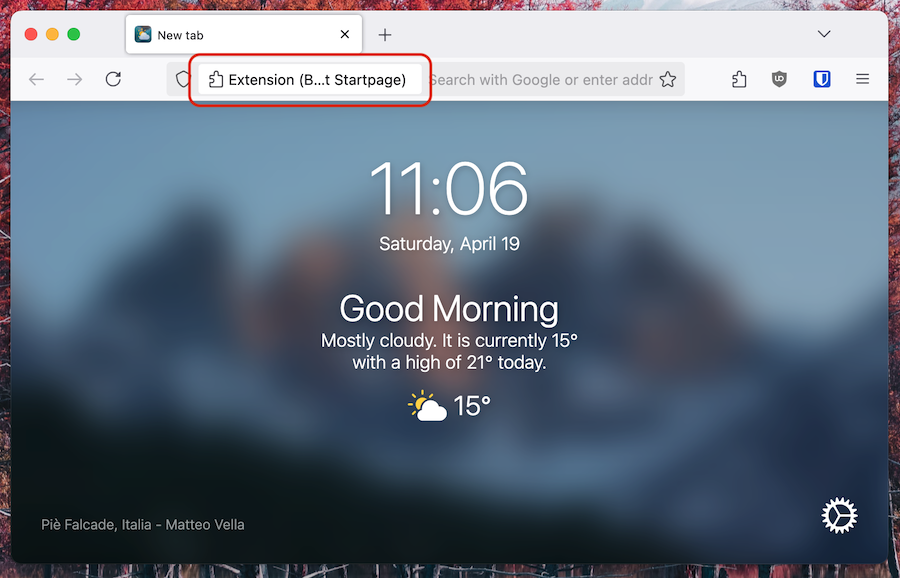 New tab
Extension (B...t Startpage) Search with Google or enter addr
11:06
Saturday, April 19
Good Morning
Mostly cloudy. It is currently 15°
with a high of 21° today.
15°
Piè Falcade, Italia - Matteo Vella